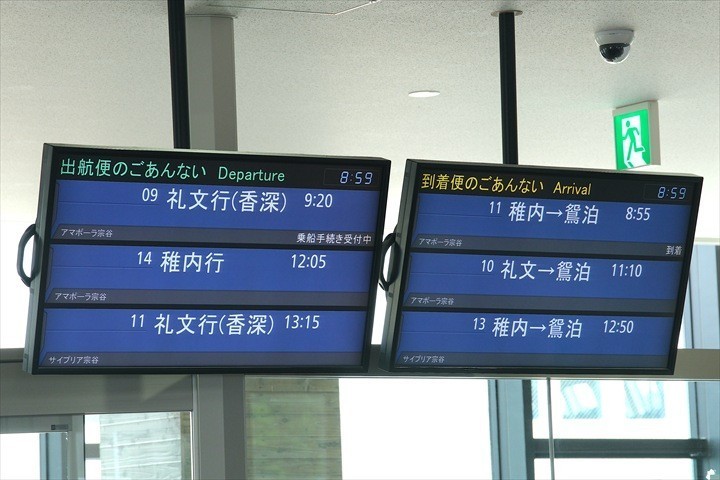 出航便のごあんない Departure 8:59
09 礼文行(香深) 9:20
アマポーラ宗谷 乗船手続き受付中
14 稚内行 12:05
アマポーラ宗谷
11 礼文行(香深) 13:15
サイプリア宗谷
到着便のごあんない Arrival 8:59
11 稚内→鴛泊 8:55
アマポーラ宗谷 到着
10 礼文→鴛泊 11:10
アマポーラ宗谷
13 稚内→鴛泊 12:50
サイプリア宗谷